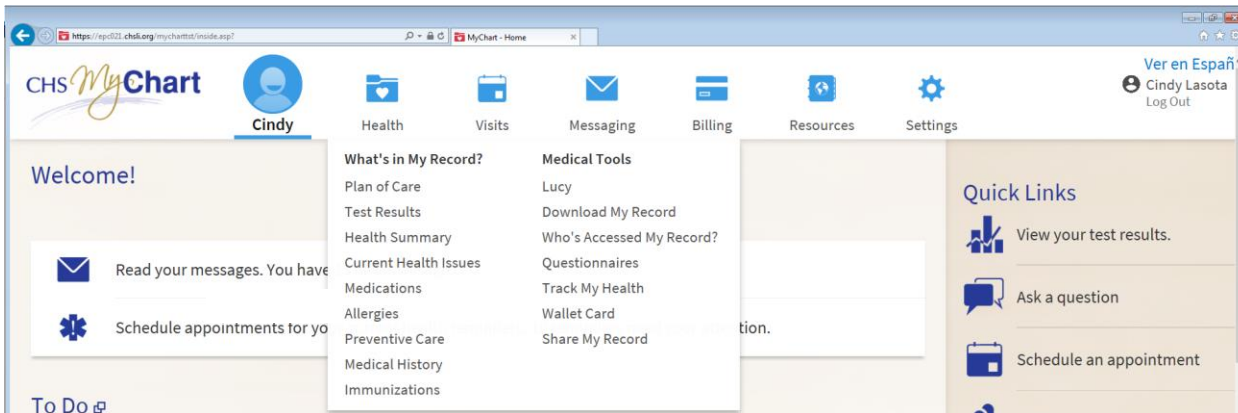 https://epc021.chsli.org/mycharttst/inside.asp?
MyChart - Home
CHS MyChart
Cindy
Health
Visits
Messaging
Billing
Resources
Settings
Ver en Españ
Cindy Lasota
Log Out
Welcome!
Read your messages. You have
Schedule appointments for yo
tion.
To Do
What's in My Record?
Plan of Care
Test Results
Health Summary
Current Health Issues
Medications
Allergies
Preventive Care
Medical History
Immunizations
Medical Tools
Lucy
Download My Record
Who's Accessed My Record?
Questionnaires
Track My Health
Wallet Card
Share My Record
Quick Links
View your test results.
Ask a question
Schedule an appointment